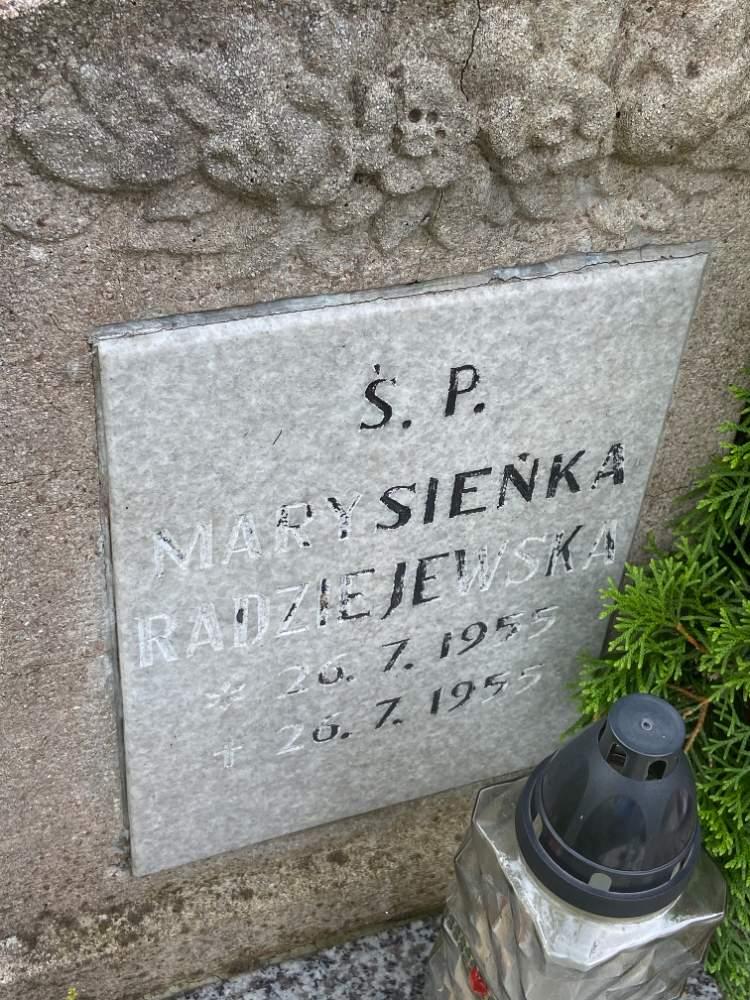 Ś. P.
MARYSIEŃKA
RADZIEJEWSKA
* 26. 7. 1955
+ 26. 7. 1955